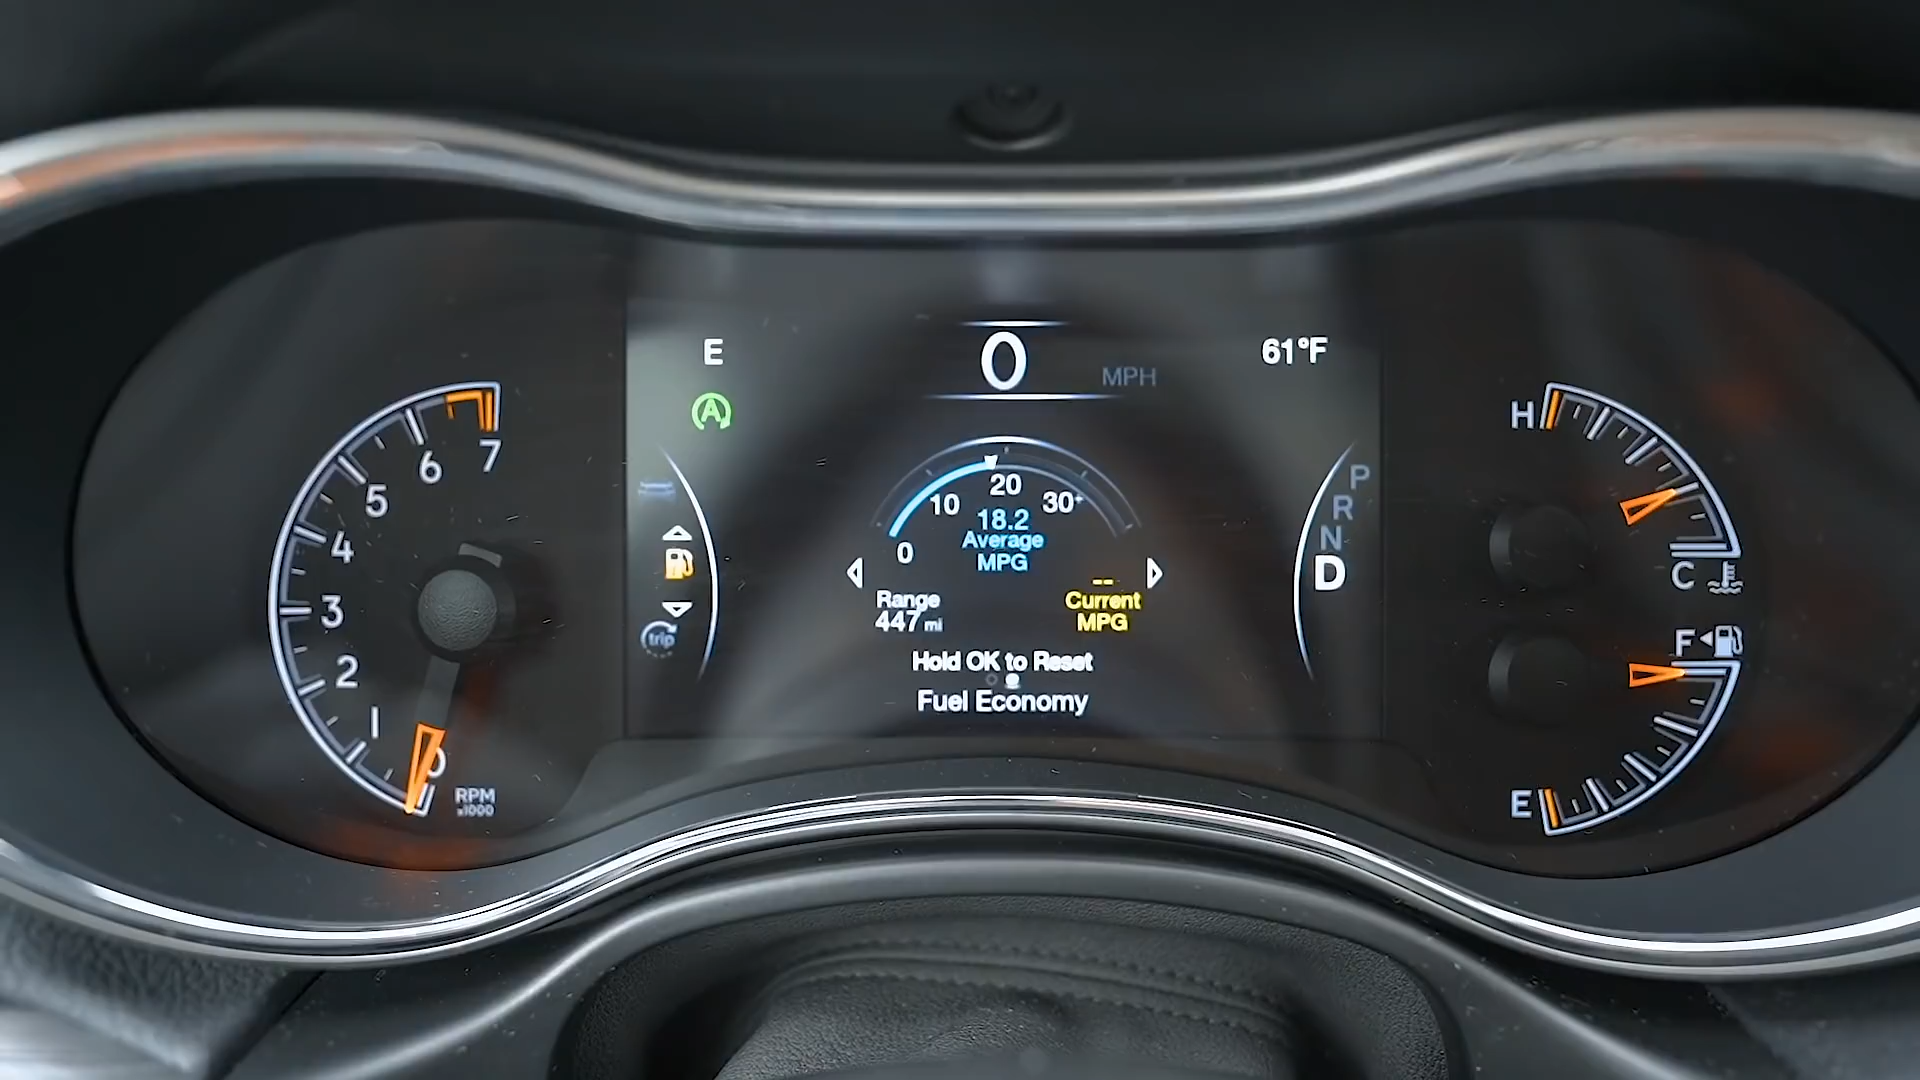 E
0
MPH
61°F
A
7
6
5
4
3
2
1
0
RPM
x1000
trip
0
10
20
30+
18.2
Average
MPG
Range
447 mi
--
Current
MPG
Hold OK to Reset
Fuel Economy
P
R
N
D
H
C
F
E